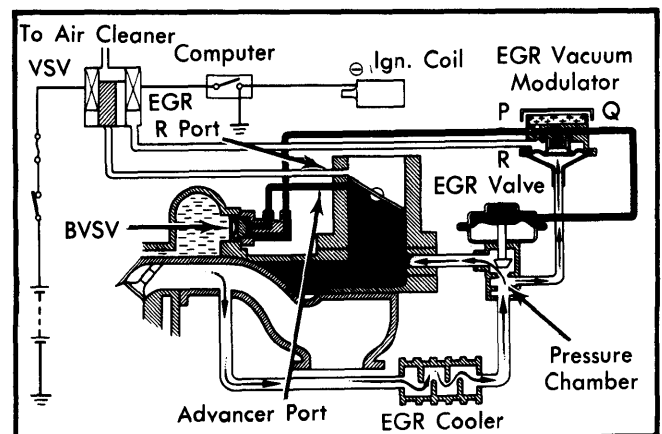 To Air Cleaner
VSV
Computer
⊖ Ign. Coil
EGR Vacuum
Modulator
EGR
R Port
P
Q
R
EGR Valve
BVSV
Pressure
Chamber
Advancer Port
EGR Cooler